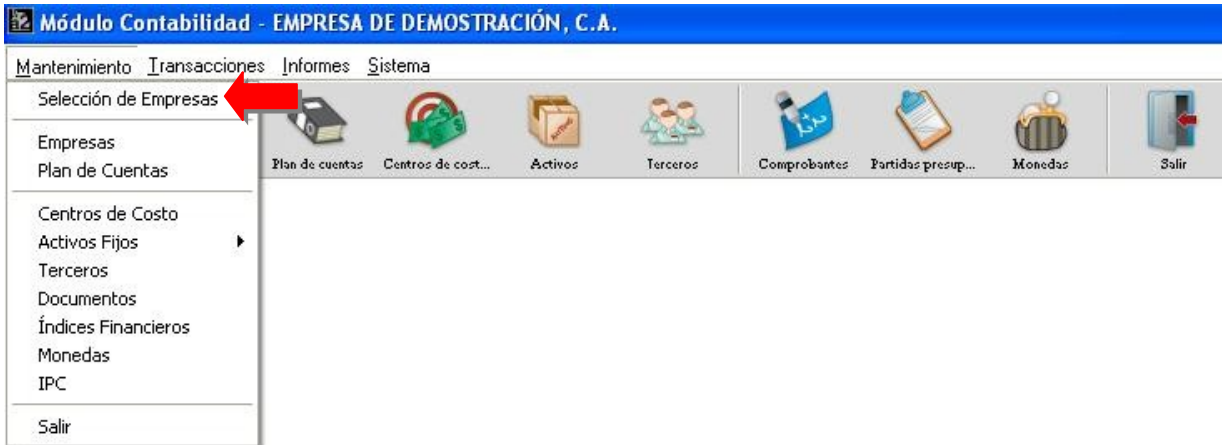 Módulo Contabilidad - EMPRESA DE DEMOSTRACIÓN, C.A.
Mantenimiento Transacciones Informes Sistema
Selección de Empresas
Empresas
Plan de Cuentas
Centros de Costo
Activos Fijos
Terceros
Documentos
Índices Financieros
Monedas
IPC
Salir
Plan de cuentas Centros de cost... Activos Terceros Comprobantes Partidas presup... Monedas Salir